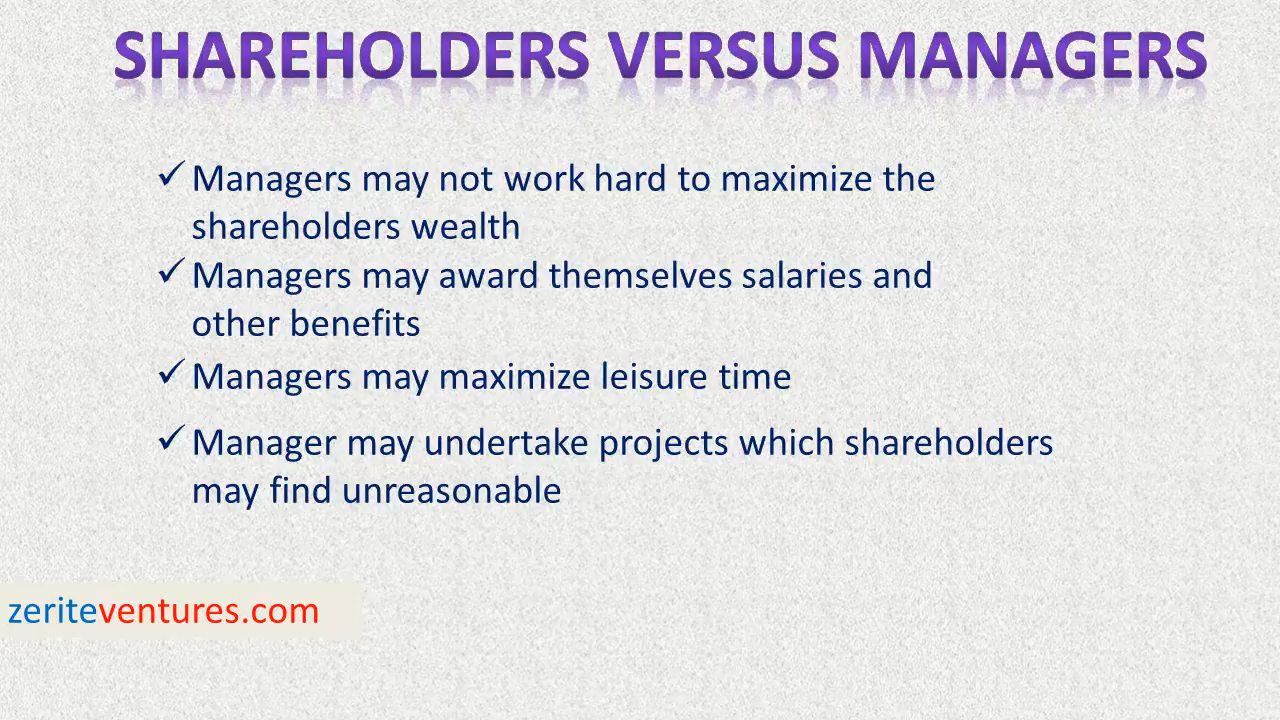 SHAREHOLDERS VERSUS MANAGERS
✓ Managers may not work hard to maximize the
shareholders wealth
✓ Managers may award themselves salaries and
other benefits
✓ Managers may maximize leisure time
✓ Manager may undertake projects which shareholders
may find unreasonable
zeriteventures.com